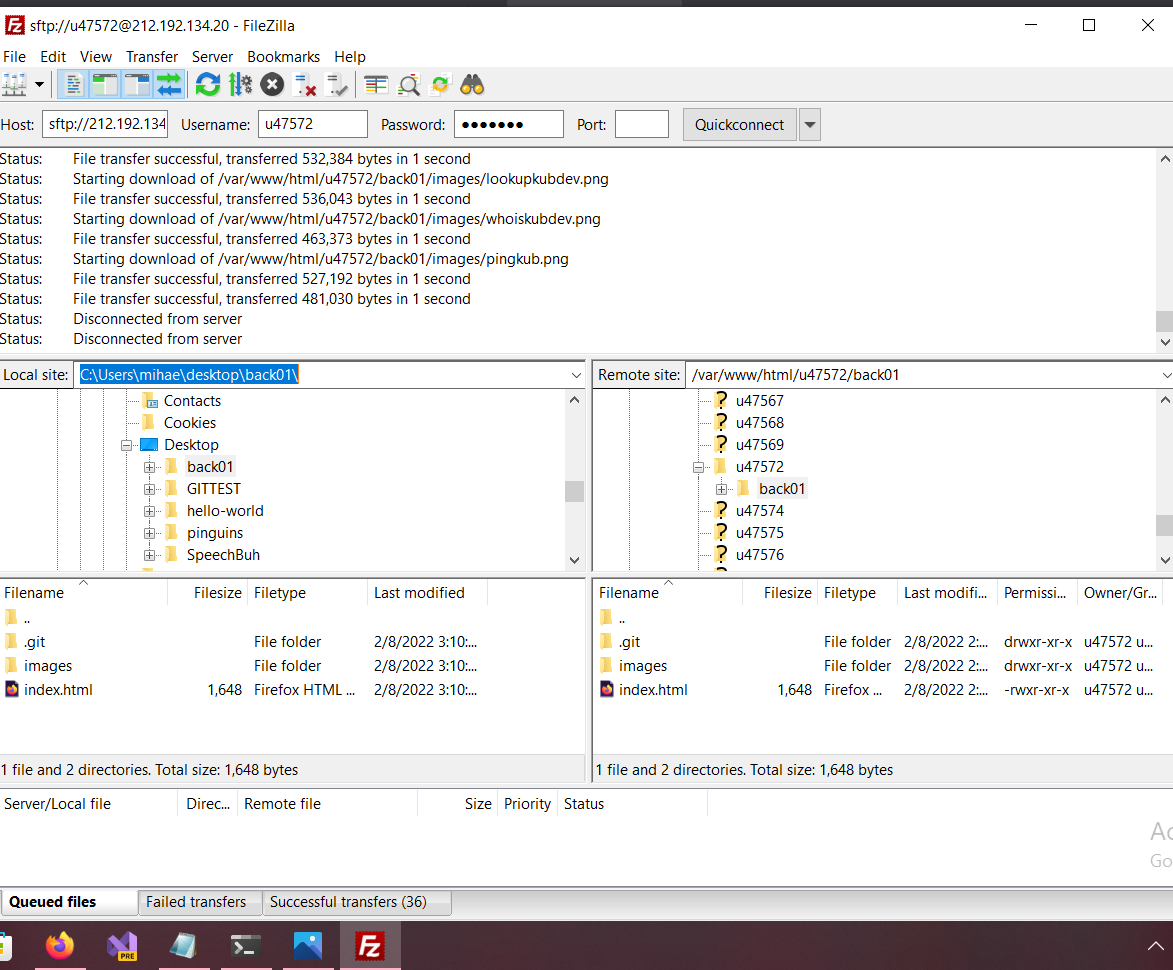 sftp://u47572@212.192.134.20 - FileZilla
File Edit View Transfer Server Bookmarks Help
Host: sftp://212.192.134 Username: u47572 Password: ●●●●●●● Port: Quickconnect
Status: File transfer successful, transferred 532,384 bytes in 1 second
Status: Starting download of /var/www/html/u47572/back01/images/lookupkubdev.png
Status: File transfer successful, transferred 536,043 bytes in 1 second
Status: Starting download of /var/www/html/u47572/back01/images/whoiskubdev.png
Status: File transfer successful, transferred 463,373 bytes in 1 second
Status: Starting download of /var/www/html/u47572/back01/images/pingkub.png
Status: File transfer successful, transferred 527,192 bytes in 1 second
Status: File transfer successful, transferred 481,030 bytes in 1 second
Status: Disconnected from server
Status: Disconnected from server
Local site: C:\Users\mihae\desktop\back01\
Contacts
Cookies
Desktop
back01
GITTEST
hello-world
pinguins
SpeechBuh
Remote site: /var/www/html/u47572/back01
u47567
u47568
u47569
u47572
back01
u47574
u47575
u47576
Filename Filesize Filetype Last modified
..
.git File folder 2/8/2022 3:10:...
images File folder 2/8/2022 3:10:...
index.html 1,648 Firefox HTML ... 2/8/2022 3:10:...
1 file and 2 directories. Total size: 1,648 bytes
Filename Filesize Filetype Last modifi... Permissi... Owner/Gr...
..
.git File folder 2/8/2022 2:... drwxr-xr-x u47572 u...
images File folder 2/8/2022 2:... drwxr-xr-x u47572 u...
index.html 1,648 Firefox ... 2/8/2022 2:... -rwxr-xr-x u47572 u...
1 file and 2 directories. Total size: 1,648 bytes
Server/Local file Direc... Remote file Size Priority Status
Ac
Go
Queued files Failed transfers Successful transfers (36)
PRE